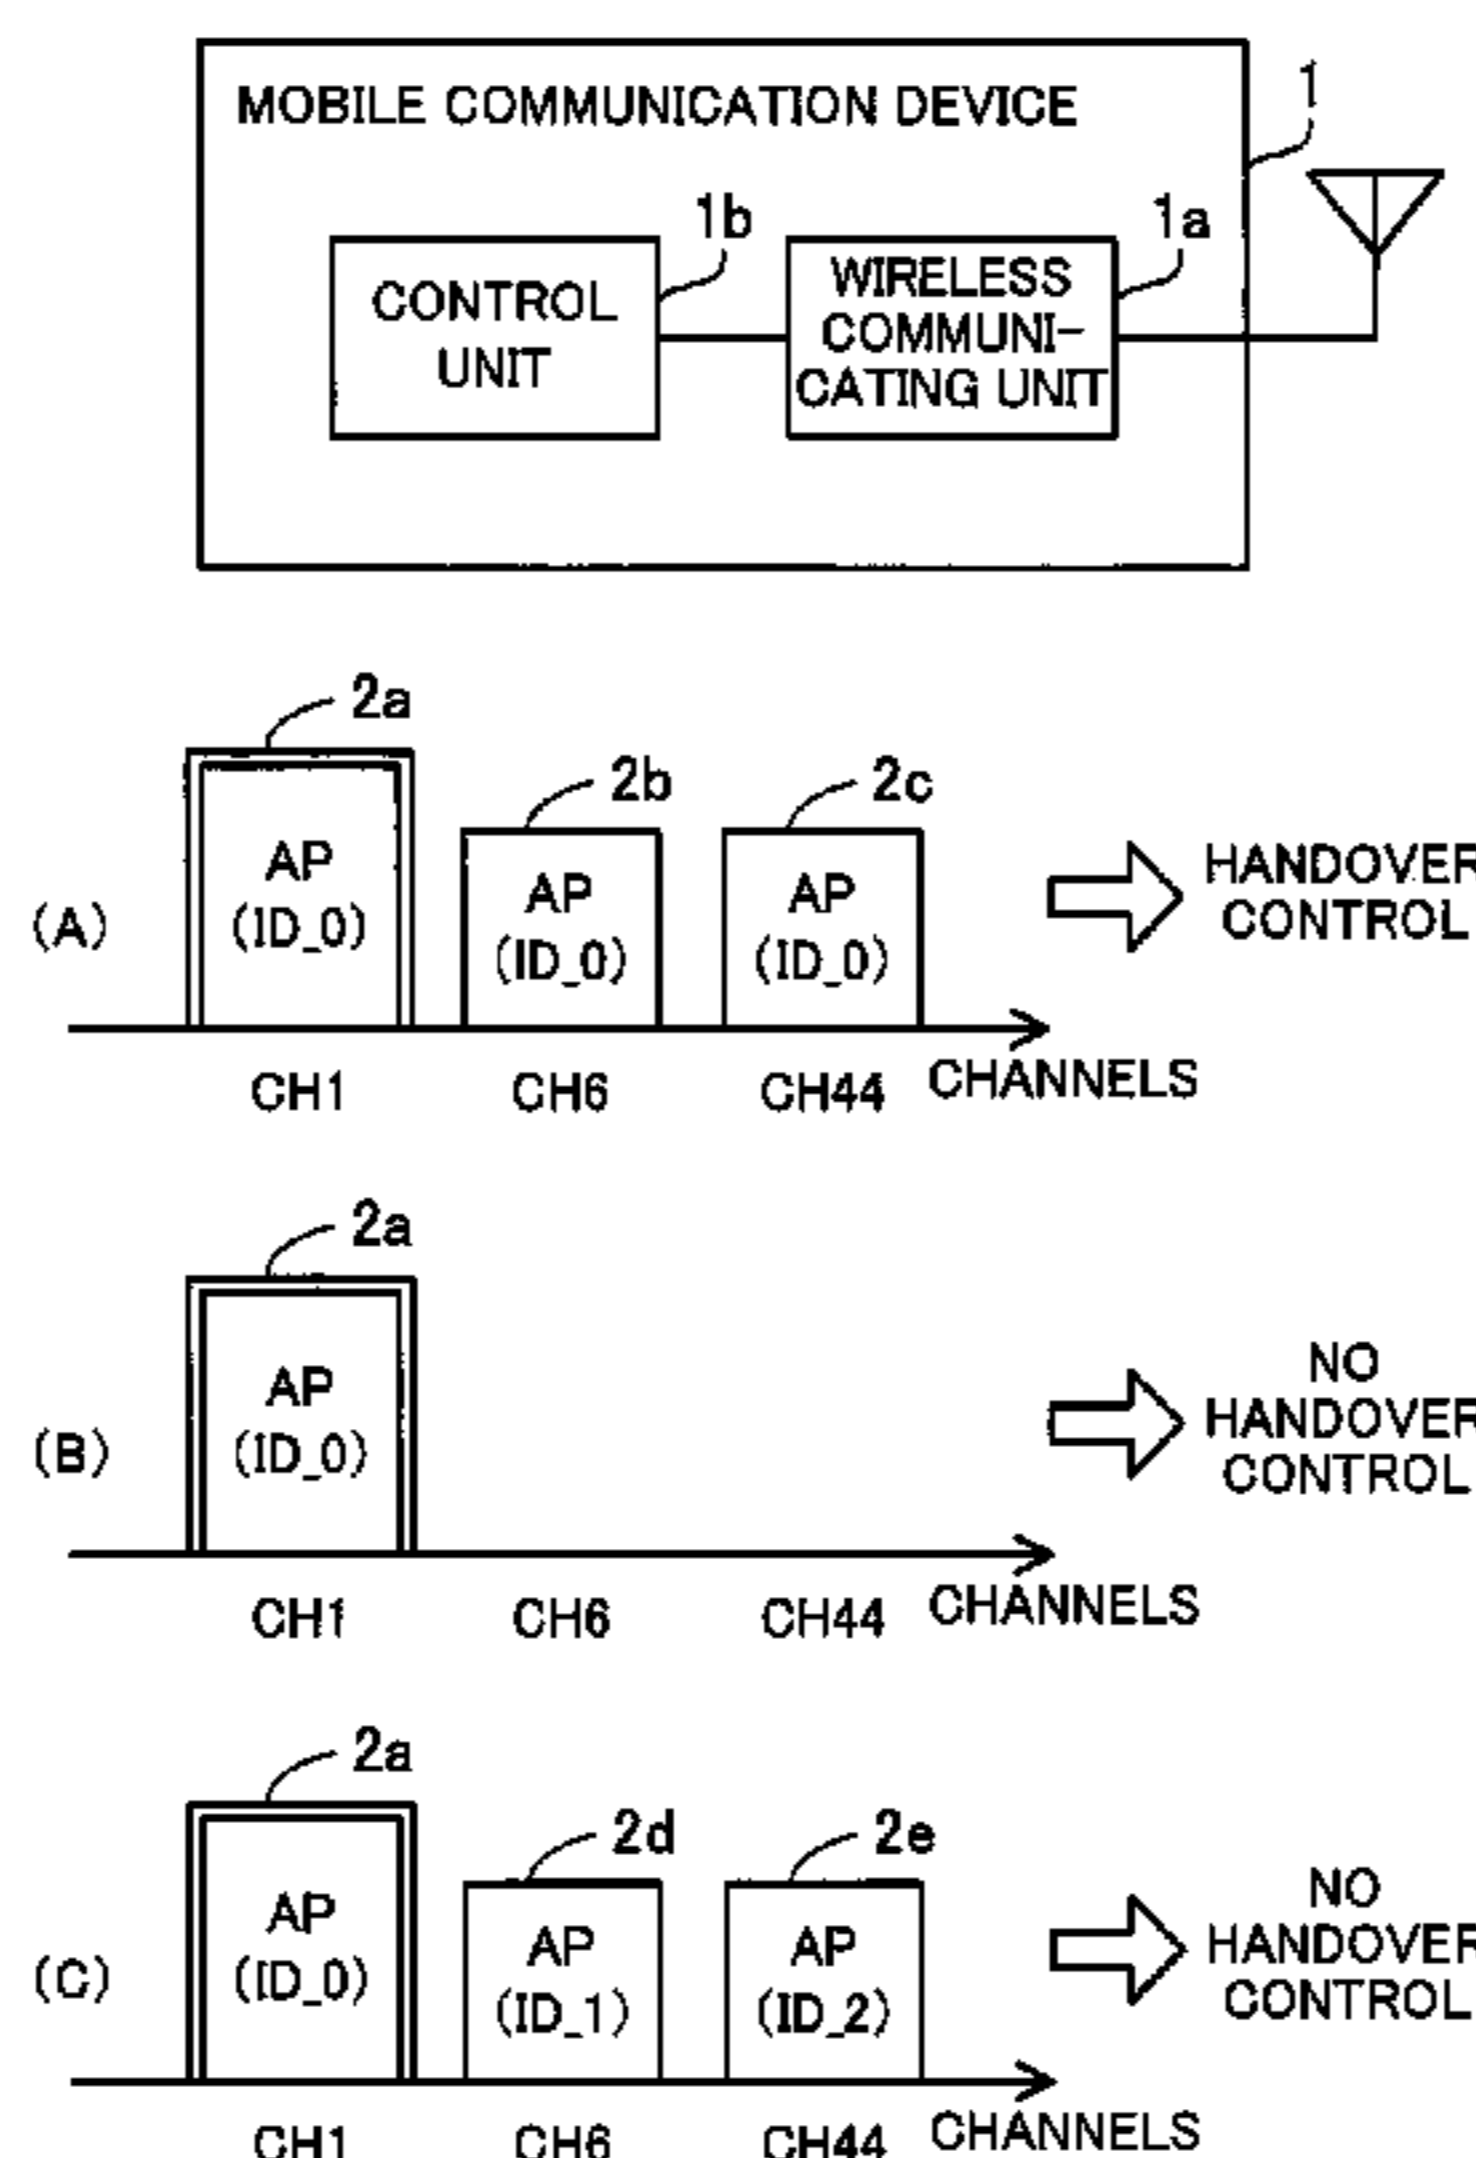 MOBILE COMMUNICATION DEVICE
1
1b
1a
CONTROL
UNIT
WIRELESS
COMMUNI-
CATING UNIT
2a
2b
2c
AP
(ID_0)
AP
(ID_0)
AP
(ID_0)
(A)
HANDOVER
CONTROL
CH1
CH6
CH44
CHANNELS
2a
AP
(ID_0)
(B)
NO
HANDOVER
CONTROL
CH1
CH6
CH44
CHANNELS
2a
2d
2e
AP
(ID_0)
AP
(ID_1)
AP
(ID_2)
(C)
NO
HANDOVER
CONTROL
CH1
CH6
CH44
CHANNELS